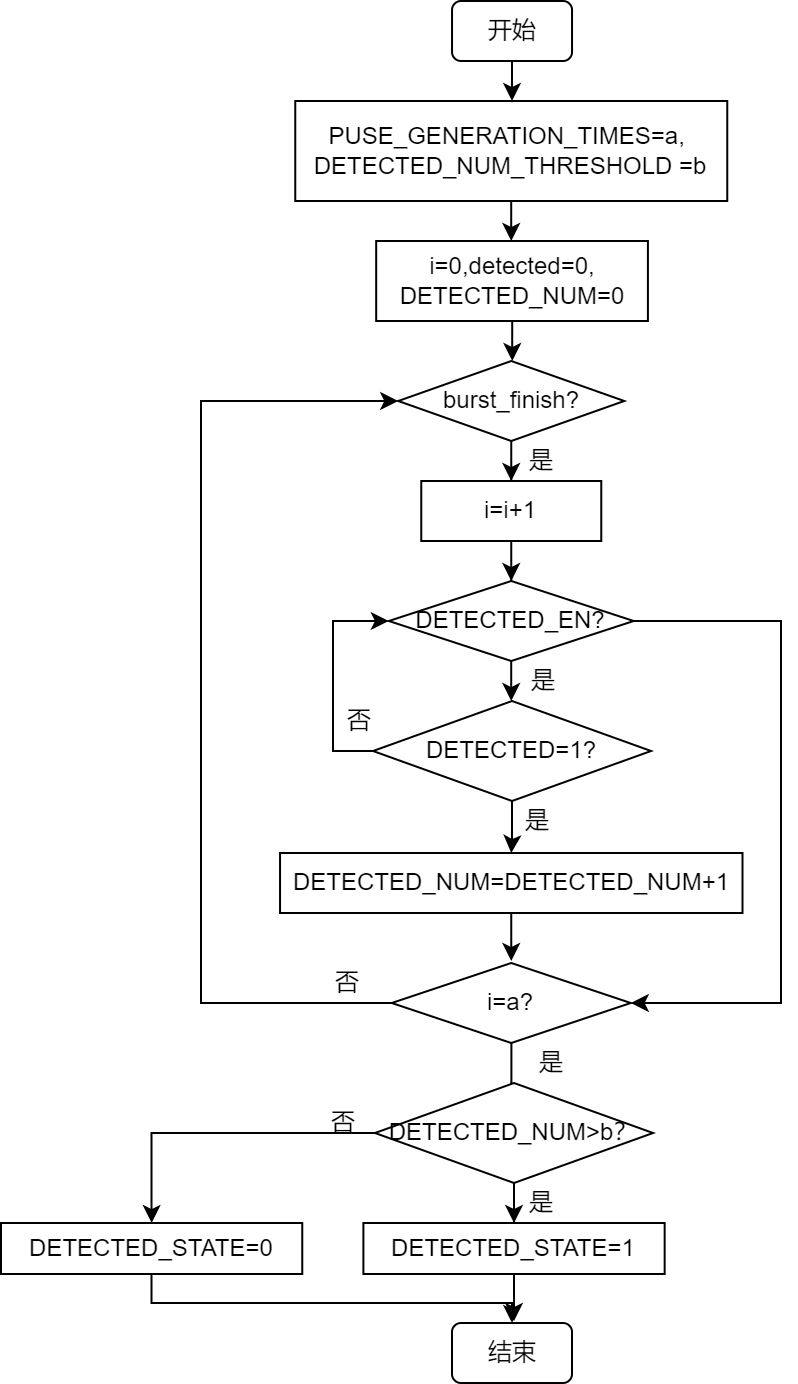 开始
PUSE_GENERATION_TIMES=a,
DETECTED_NUM_THRESHOLD =b
i=0,detected=0,
DETECTED_NUM=0
burst_finish?
是
i=i+1
DETECTED_EN?
是
否
DETECTED=1?
是
DETECTED_NUM=DETECTED_NUM+1
否
i=a?
是
否
DETECTED_NUM>b?
是
DETECTED_STATE=0
DETECTED_STATE=1
结束